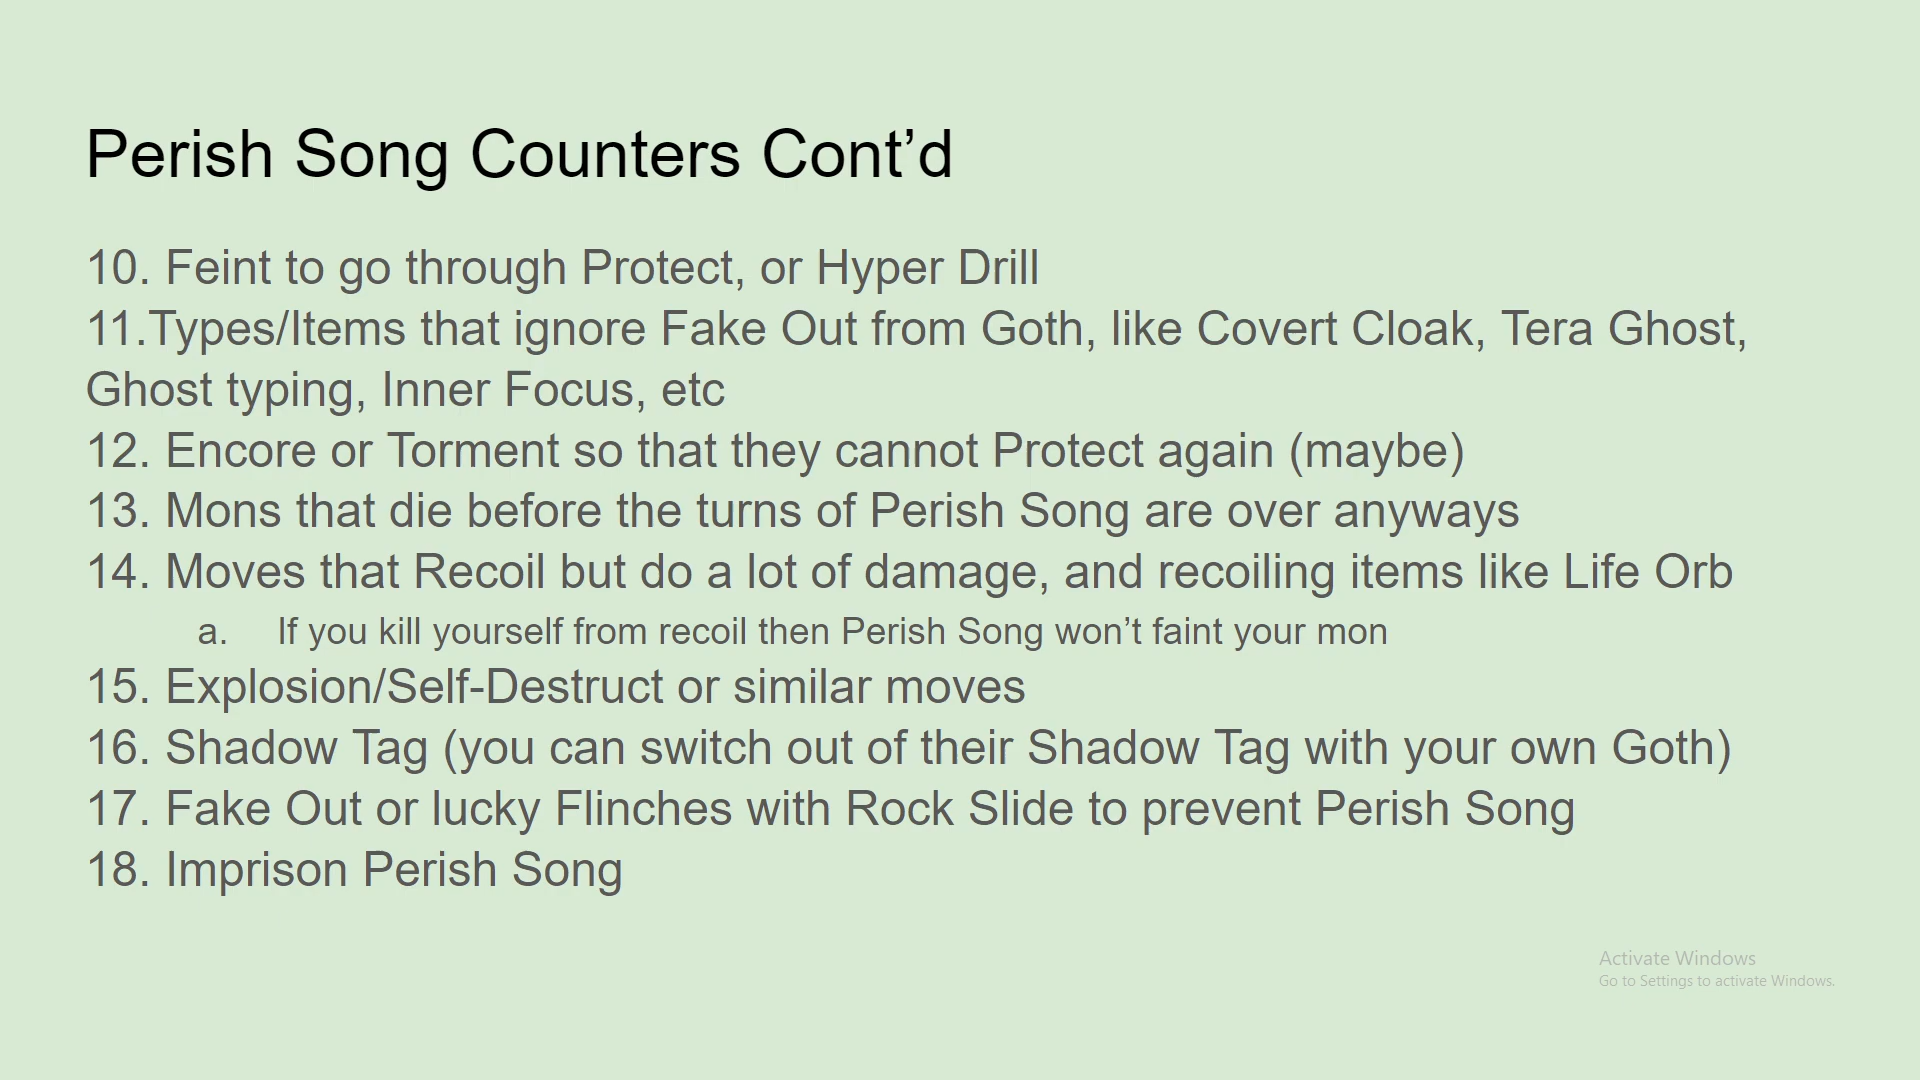 Perish Song Counters Cont’d
10. Feint to go through Protect, or Hyper Drill
11.Types/Items that ignore Fake Out from Goth, like Covert Cloak, Tera Ghost,
Ghost typing, Inner Focus, etc
12. Encore or Torment so that they cannot Protect again (maybe)
13. Mons that die before the turns of Perish Song are over anyways
14. Moves that Recoil but do a lot of damage, and recoiling items like Life Orb
a. If you kill yourself from recoil then Perish Song won’t faint your mon
15. Explosion/Self-Destruct or similar moves
16. Shadow Tag (you can switch out of their Shadow Tag with your own Goth)
17. Fake Out or lucky Flinches with Rock Slide to prevent Perish Song
18. Imprison Perish Song
Activate Windows
Go to Settings to activate Windows.